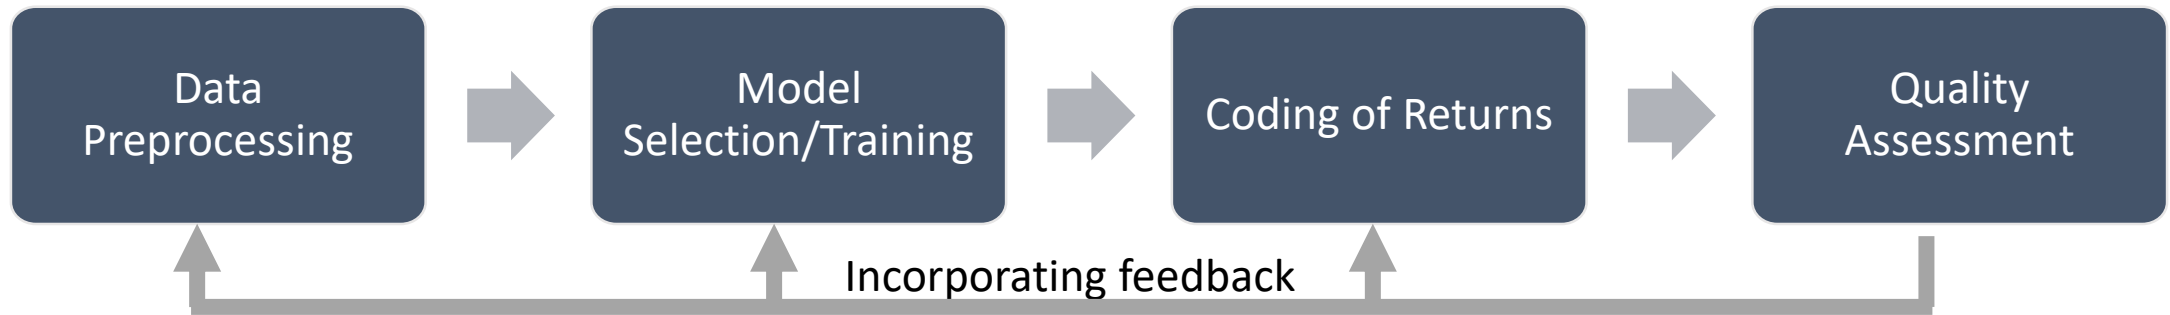 Data
Preprocessing
Model
Selection/Training
Coding of Returns
Quality
Assessment
Incorporating feedback